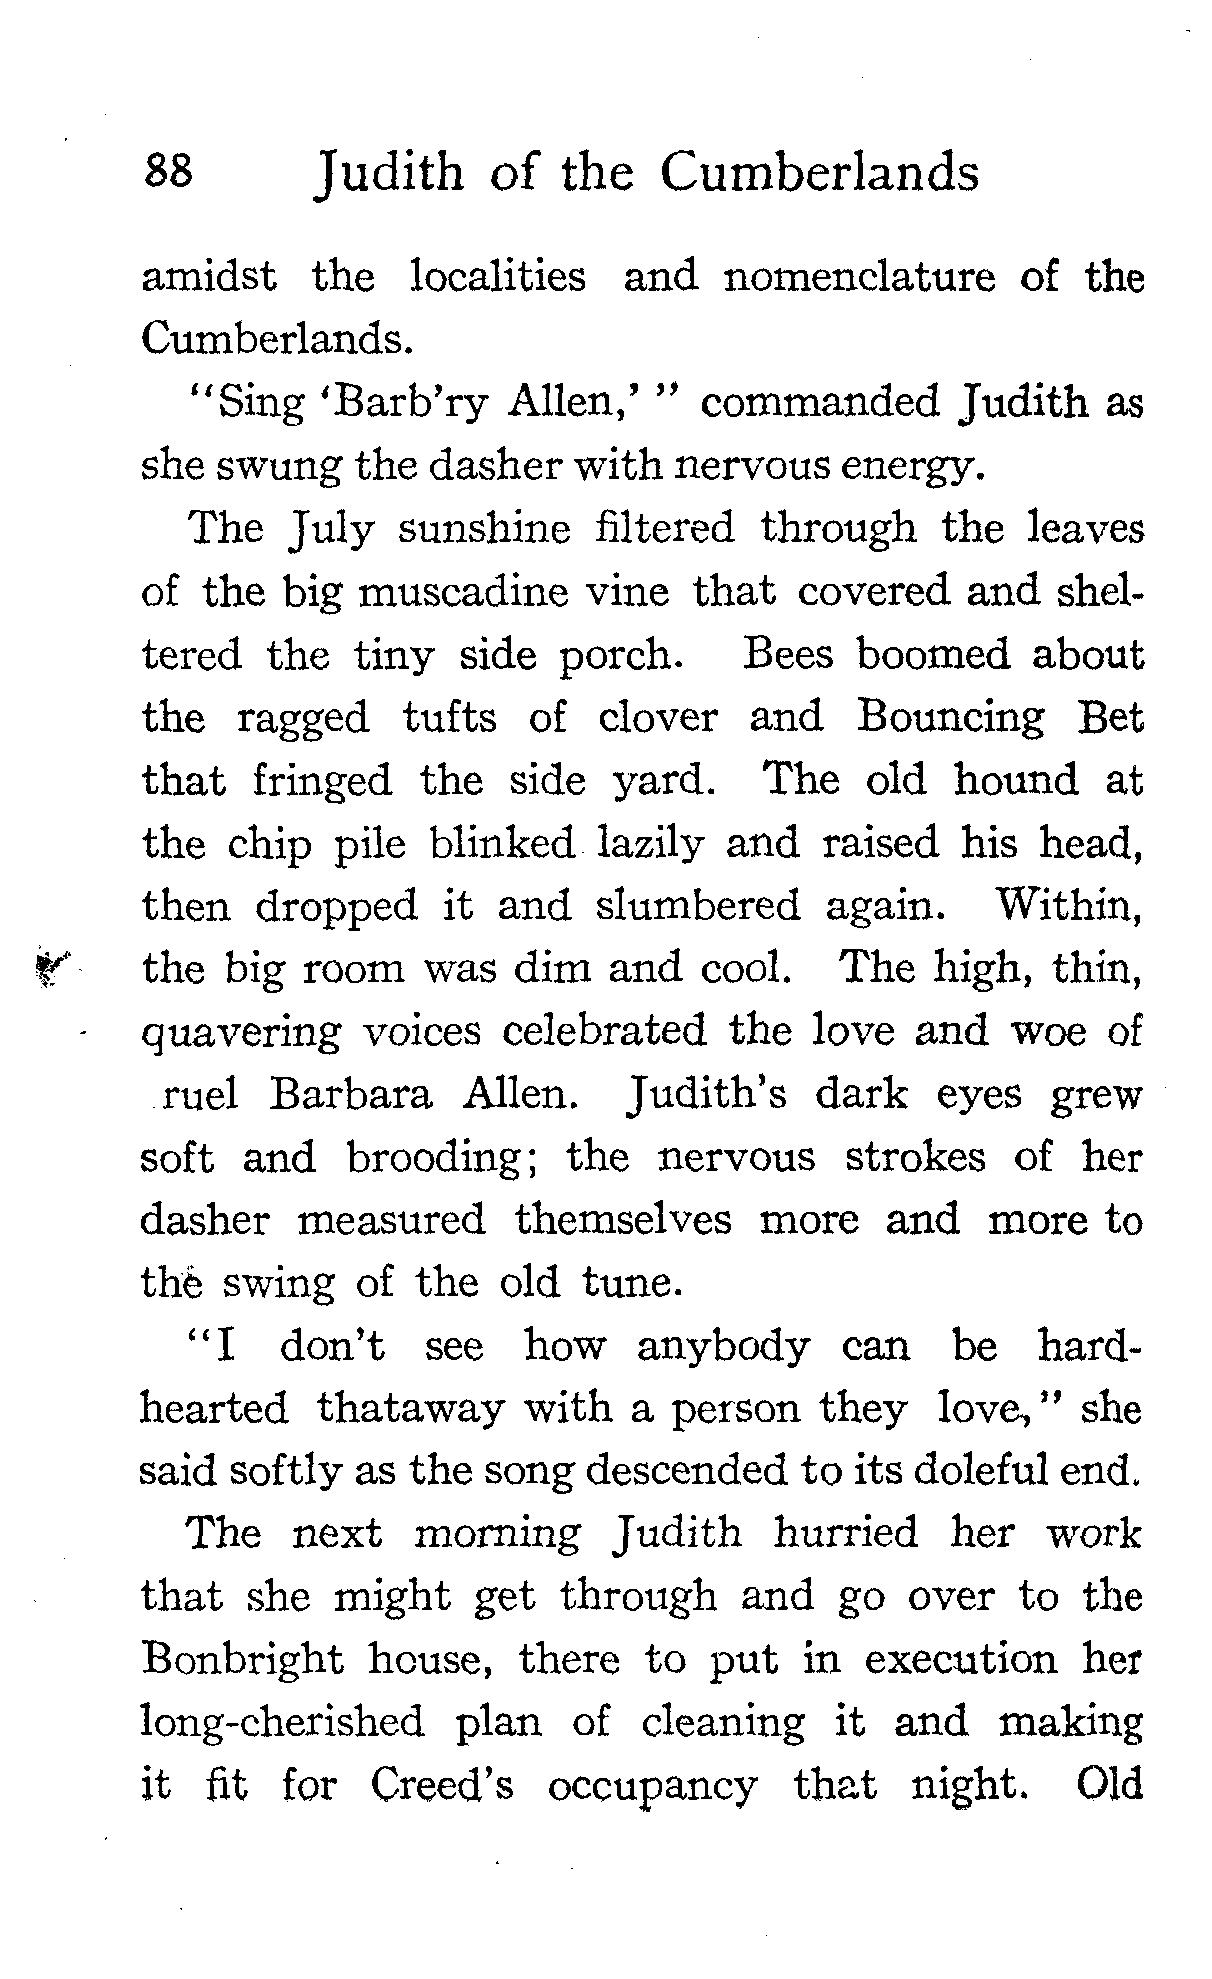 88 Judith of the Cumberlands
amidst the localities and nomenclature of the
Cumberlands.
"Sing 'Barb'ry Allen,' " commanded Judith as
she swung the dasher with nervous energy.
The July sunshine filtered through the leaves
of the big muscadine vine that covered and shel-
tered the tiny side porch. Bees boomed about
the ragged tufts of clover and Bouncing Bet
that fringed the side yard. The old hound at
the chip pile blinked lazily and raised his head,
then dropped it and slumbered again. Within,
the big room was dim and cool. The high, thin,
quavering voices celebrated the love and woe of
ruel Barbara Allen. Judith's dark eyes grew
soft and brooding; the nervous strokes of her
dasher measured themselves more and more to
the swing of the old tune.
"I don't see how anybody can be hard-
hearted thataway with a person they love," she
said softly as the song descended to its doleful end.
The next morning Judith hurried her work
that she might get through and go over to the
Bonbright house, there to put in execution her
long-cherished plan of cleaning it and making
it fit for Creed's occupancy that night. Old